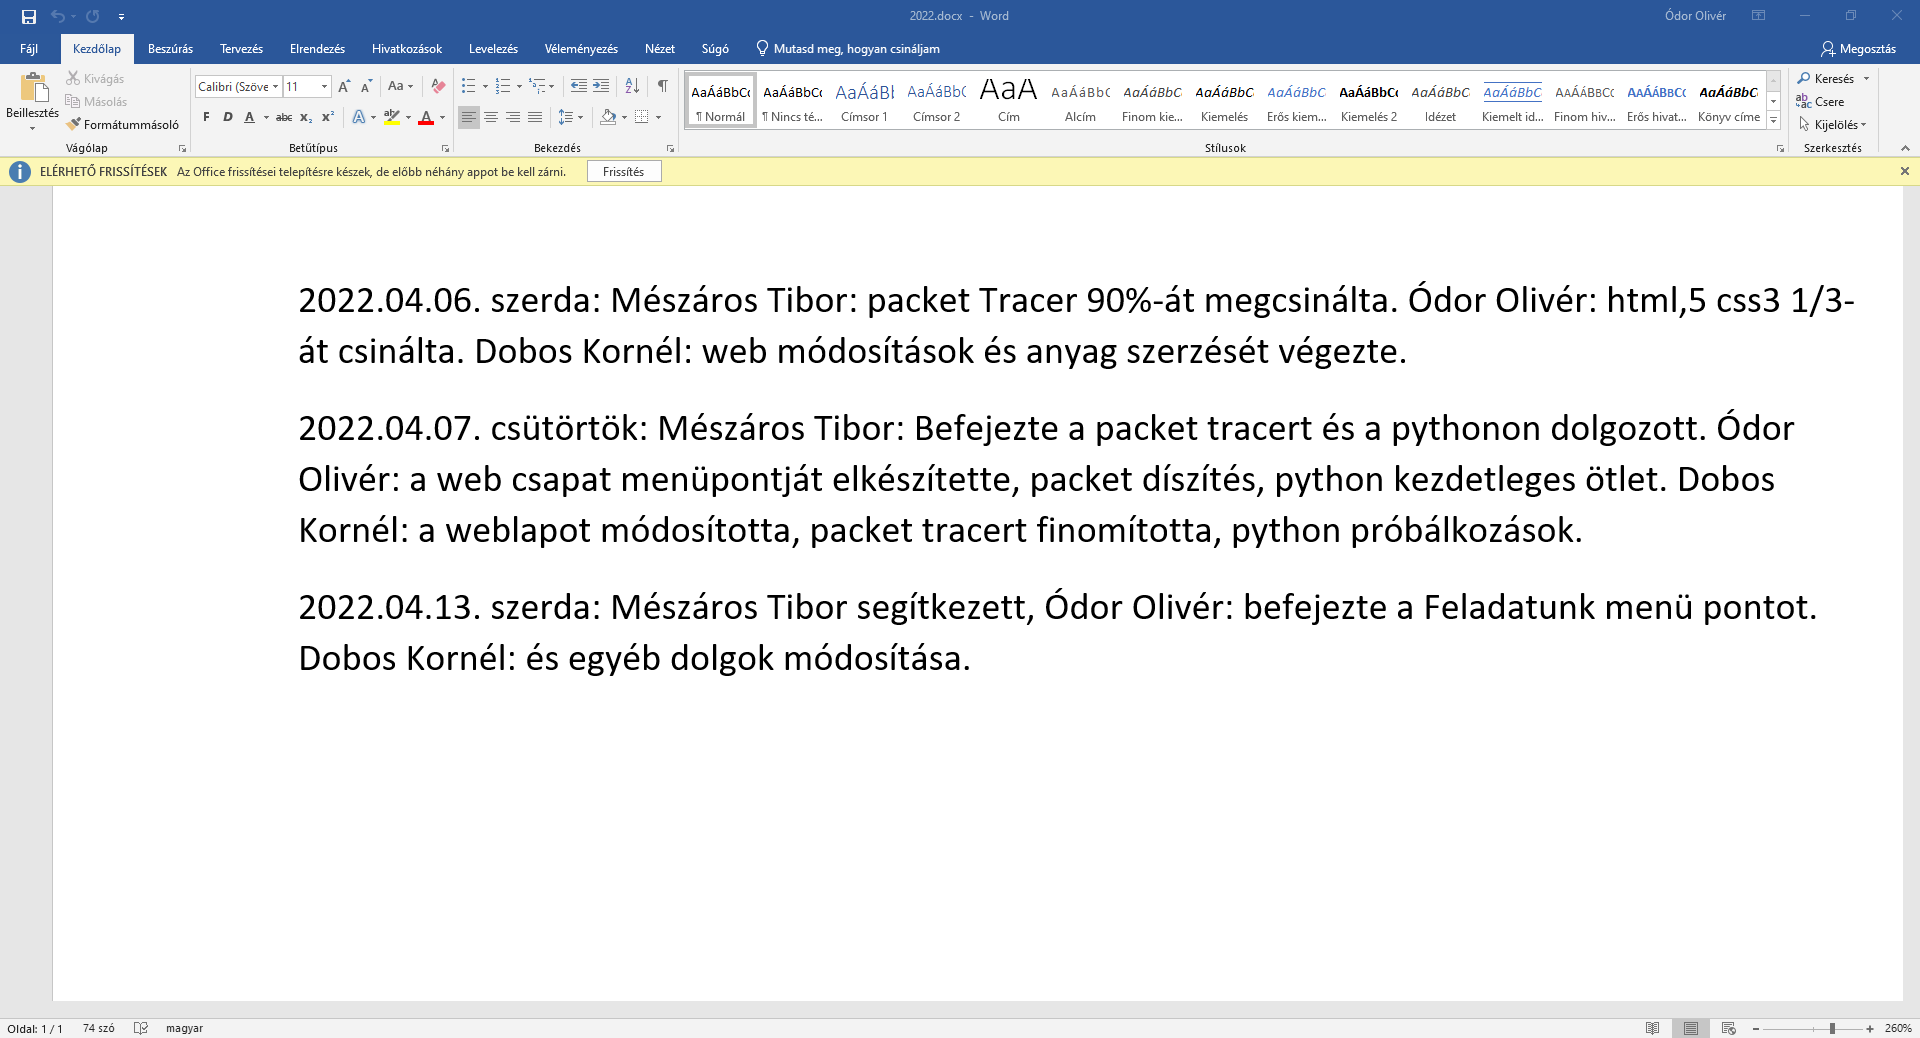 2022.docx - Word
Ódor Olivér
Fájl Kezdőlap Beszúrás Tervezés Elrendezés Hivatkozások Levelezés Véleményezés Nézet Súgó Mutasd meg, hogyan csináljam Megosztás
Beillesztés
Kivágás
Másolás
Formátummásoló
Vágólap
Calibri (Szöve 11
Betűtípus
Bekezdés
AaÁáBbCc AaÁáBbCc AaÁáBl AaÁáBbC AaA AaÁáBbC AaÁáBbC AaÁáBbC AaÁáBbC AaÁáBbCc AaÁáBbC AaÁáBbC AaÁáBbCc AaÁáBbCc AaÁáBbC
¶ Normál ¶ Nincs té... Címsor 1 Címsor 2 Cím Alcím Finom kie... Kiemelés Erős kiem... Kiemelés 2 Idézet Kiemelt id... Finom hiv... Erős hivat... Könyv címe
Stílusok
Keresés
Csere
Kijelölés
Szerkesztés
ELÉRHETŐ FRISSÍTÉSEK Az Office frissítései telepítésre készek, de előbb néhány appot be kell zárni. Frissítés
2022.04.06. szerda: Mészáros Tibor: packet Tracer 90%-át megcsinálta. Ódor Olivér: html,5 css3 1/3-
át csinálta. Dobos Kornél: web módosítások és anyag szerzését végezte.
2022.04.07. csütörtök: Mészáros Tibor: Befejezte a packet tracert és a pythonon dolgozott. Ódor
Olivér: a web csapat menüpontját elkészítette, packet díszítés, python kezdetleges ötlet. Dobos
Kornél: a weblapot módosította, packet tracert finomította, python próbálkozások.
2022.04.13. szerda: Mészáros Tibor segítkezett, Ódor Olivér: befejezte a Feladatunk menü pontot.
Dobos Kornél: és egyéb dolgok módosítása.
Oldal: 1 / 1 74 szó magyar 260%